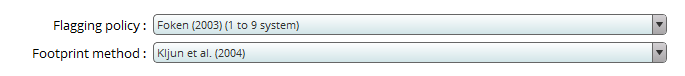 Flagging policy : Foken (2003) (1 to 9 system)
Footprint method : Kljun et al. (2004)